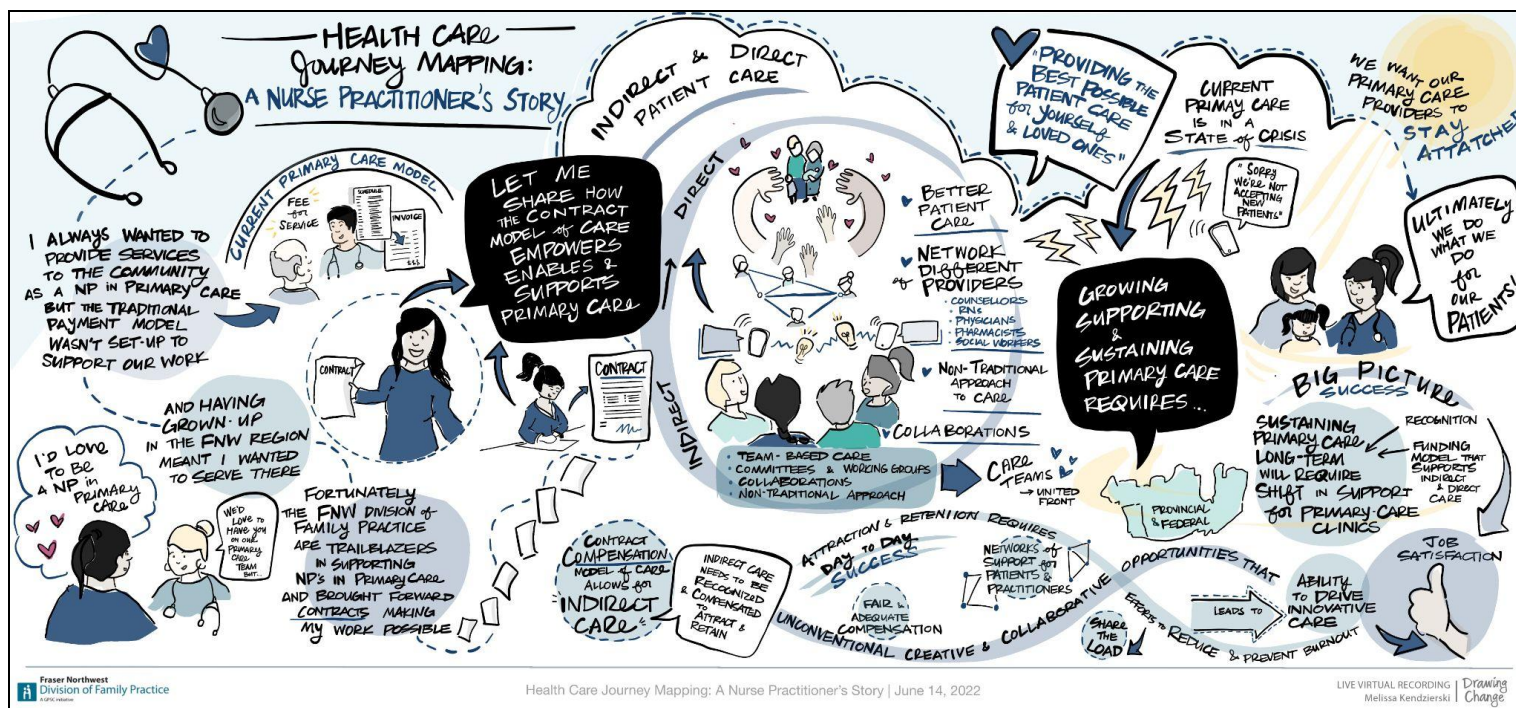 HEALTH CARE
JOURNEY MAPPING:
A NURSE PRACTITIONER'S STORY
I ALWAYS WANTED TO
PROVIDE SERVICES
TO THE COMMUNITY
AS A NP IN PRIMARY CARE
BUT THE TRADITIONAL
PAYMENT MODEL
WASN'T SET-UP TO
SUPPORT OUR WORK
CURRENT PRIMARY CARE MODEL
FEE
for
SERVICE
SCHEDULE
INVOICE
$$$
AND HAVING
GROWN-UP
IN THE FNW REGION
MEANT I WANTED
TO SERVE THERE
I'D LOVE
TO BE
A NP in
PRIMARY
CARE
WE'D
LOVE TO
HAVE YOU
ON OUR
PRIMARY
CARE
TEAM
BUT...
FORTUNATELY
THE FNW DIVISION of
FAMILY PRACTICE
ARE TRAILBLAZERS
IN SUPPORTING
NP'S IN PRIMARY CARE
AND BROUGHT FORWARD
CONTRACTS MAKING
MY WORK POSSIBLE
CONTRACT
LET ME
SHARE HOW
THE CONTRACT
MODEL of CARE
EMPOWERS
ENABLES &
SUPPORTS
PRIMARY CARE
CONTRACT
CONTRACT
COMPENSATION
MODEL of CARE
ALLOWS for
INDIRECT
CARE
INDIRECT CARE
NEEDS TO BE
RECOGNIZED
& COMPENSATED
to
ATTRACT &
RETAIN
INDIRECT & DIRECT
PATIENT CARE
DIRECT
INDIRECT
BETTER
PATIENT
CARE
NETWORK
of DIFFERENT
PROVIDERS
• COUNSELLORS
• RNs
• PHYSICIANS
• PHARMACISTS
• SOCIAL WORKERS
NON-TRADITIONAL
APPROACH
TO CARE
COLLABORATIONS
• TEAM-BASED CARE
• COMMITTEES & WORKING GROUPS
• COLLABORATIONS
• NON-TRADITIONAL APPROACH
CARE
TEAMS
→ UNITED
FRONT
"PROVIDING THE
BEST POSSIBLE
PATIENT CARE
for YOURSELF
& LOVED ONES"
CURRENT
PRIMAY CARE
IS IN A
STATE of CRISIS
"SORRY
WE'RE NOT
ACCEPTING
NEW
PATIENTS"
WE WANT OUR
PRIMARY CARE
PROVIDERS TO
STAY
ATTATCHED
ULTIMATELY
WE DO
WHAT WE
DO
for
OUR
PATIENTS!
GROWING
SUPPORTING
&
SUSTAINING
PRIMARY CARE
REQUIRES...
PROVINCIAL
& FEDERAL
BIG PICTURE
SUCCESS
SUSTAINING
PRIMARY CARE
LONG-TERM
WILL REQUIRE
SHIFT IN SUPPORT
for PRIMARY-CARE
CLINICS
RECOGNITION
FUNDING
MODEL THAT
SUPPORTS
INDIRECT
& DIRECT
CARE
JOB
SATISFACTION
ATTRACTION & RETENTION REQUIRES
DAY to DAY
SUCCESS
FAIR &
ADEQUATE
COMPENSATION
NETWORKS of
SUPPORT for
PATIENTS &
PRACTITIONERS
UNCONVENTIONAL CREATIVE & COLLABORATIVE OPPORTUNITIES THAT
SHARE
THE
LOAD
EFFORTS to REDUCE & PREVENT BURNOUT
LEADS TO
ABILITY
TO DRIVE
INNOVATIVE
CARE
Fraser Northwest
Division of Family Practice
A GPSC initiative
Health Care Journey Mapping: A Nurse Practitioner's Story | June 14, 2022
LIVE VIRTUAL RECORDING
Melissa Kendzierski
Drawing
Change